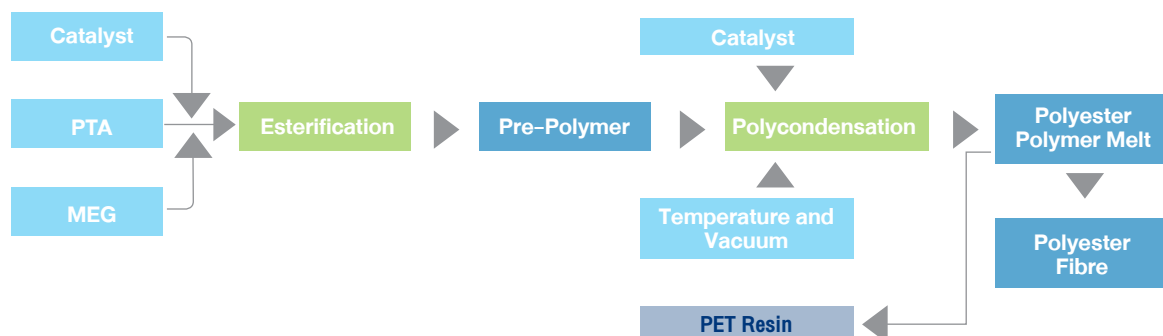 Catalyst
PTA
MEG
Esterification
Pre–Polymer
Catalyst
Polycondensation
Temperature and
Vacuum
Polyester
Polymer Melt
Polyester
Fibre
PET Resin